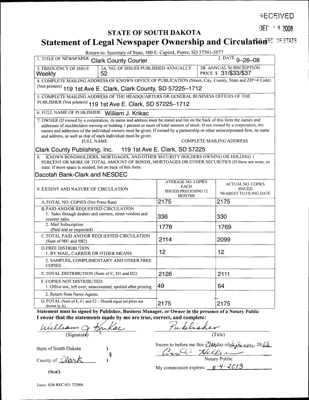 RECEIVED
OCT 1 2008
SEC. OF STATE
STATE OF SOUTH DAKOTA
Statement of Legal Newspaper Ownership and Circulation
Return to: Secretary of State, 500 E. Capitol, Pierre, SD 57501-5077
1. TITLE OF NEWSPAPER Clark County Courier
2. DATE 9-26-08
3. FREQUENCY OF ISSUE Weekly
3A. NO. OF ISSUES PUBLISHED ANNUALLY 52
3B. ANNUAL SUBSCRIPTION PRICE $ 31/$33/$37
4. COMPLETE MAILING ADDRESS OF KNOWN OFFICE OF PUBLICATION (Street, City, County, State and ZIP+4 Code)
(Not printers) 119 1st Ave E. Clark, Clark County, SD 57225-1712
5. COMPLETE MAILING ADDRESS OF THE HEADQUARTERS OR GENERAL BUSINESS OFFICES OF THE
PUBLISHER (Not printers) 119 1st Ave E. Clark, SD 57225-1712
6. FULL NAME OF PUBLISHER: William J. Krikac
7. OWNER (If owned by a corporation, its name and address must be stated and list on the back of this form the names and
addresses of stockholders owning or holding 1 percent or more of total amount of stock. If not owned by a corporation, the
names and addresses of the individual owners must be given. If owned by a partnership or other unincorporated firm, its name
and address, as well as that of each individual must be given.
FULL NAME COMPLETE MAILING ADDRESS
Clark County Publishing, Inc. 119 1st Ave E. Clark, SD 57225
8. KNOWN BONDHOLDERS, MORTGAGES, AND OTHER SECURITY HOLDERS OWNING OR HOLDING 1
PERCENT OR MORE OF TOTAL AMOUNT OF BONDS, MORTGAGES OR OTHER SECURITIES (If there are none, so
state. If more space is needed, list on back of this form.
Dacotah Bank-Clark and NESDEC
9. EXTENT AND NATURE OF CIRCULATION
AVERAGE NO. COPIES EACH ISSUED PRECEDING 12 MONTHS
ACTUAL NO. COPIES ISSUED NEAREST TO FILING DATE
A. TOTAL NO. COPIES (Net Press Run) 2175 2175
B. PAID AND/OR REQUESTED CIRCULATION
1. Sales through dealers and carriers, street vendors and
counter sales 336 330
2. Mail Subscription
(Paid and or requested) 1778 1769
C. TOTAL PAID AND/OR REQUESTED CIRCULATION
(Sum of 9B1 and 9B2) 2114 2099
D. FREE DISTRIBUTION
1. BY MAIL, CARRIER OR OTHER MEANS 12 12
2. SAMPLES, COMPLIMENTARY AND OTHER FREE
COPIES
E. TOTAL DISTRIBUTION (Sum of C, D1 and D2) 2126 2111
F. COPIES NOT DISTRIBUTED
1. Office use, left over, unaccounted, spoiled after printing 49 64
2. Return from News Agents
G. TOTAL (Sum of E, F1 and F2 - Should equal net press run
shown in A) 2175 2175
Statement must be signed by Publisher, Business Manager, or Owner in the presence of a Notary Public
I swear that the statements made by me are true, correct, and complete:
William J Krikac Publisher
(Signature) (Title)
State of South Dakota )
County of Clark )
(Seal)
Sworn to before me this day of September, 2008
Notary Public
My commission expires: 6-4-2013